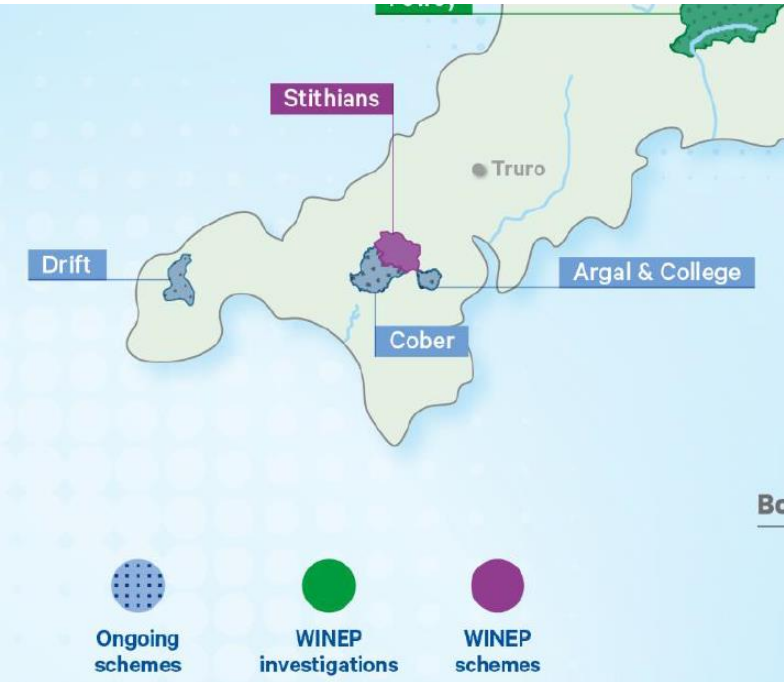 Stithians
Truro
Drift
Argal & College
Cober
Ongoing
schemes
WINEP
investigations
WINEP
schemes